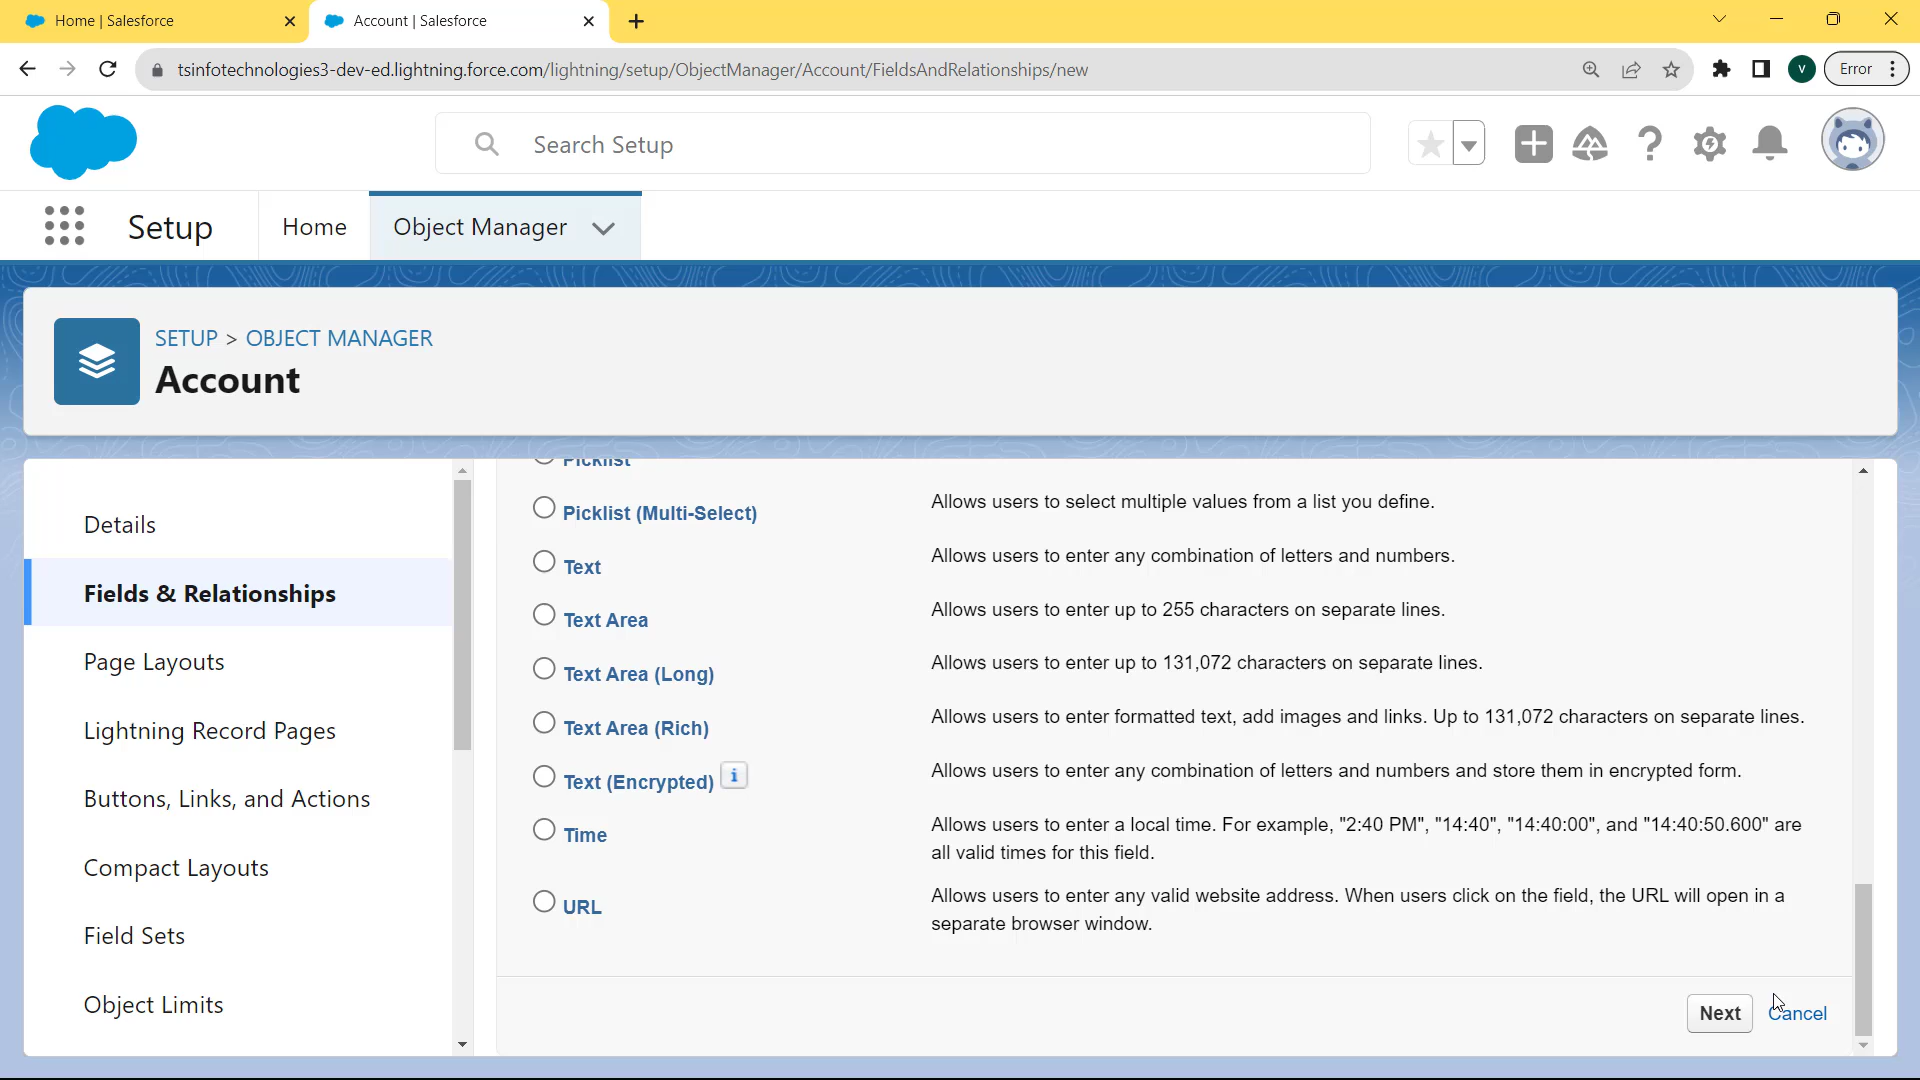 Home | Salesforce
Account | Salesforce
tsinfotechnologies3-dev-ed.lightning.force.com/lightning/setup/ObjectManager/Account/FieldsAndRelationships/new
V
Error
Search Setup
Setup
Home
Object Manager
SETUP > OBJECT MANAGER
Account
Details
Fields & Relationships
Page Layouts
Lightning Record Pages
Buttons, Links, and Actions
Compact Layouts
Field Sets
Object Limits
Picklist
Picklist (Multi-Select)
Allows users to select multiple values from a list you define.
Text
Allows users to enter any combination of letters and numbers.
Text Area
Allows users to enter up to 255 characters on separate lines.
Text Area (Long)
Allows users to enter up to 131,072 characters on separate lines.
Text Area (Rich)
Allows users to enter formatted text, add images and links. Up to 131,072 characters on separate lines.
Text (Encrypted) i
Allows users to enter any combination of letters and numbers and store them in encrypted form.
Time
Allows users to enter a local time. For example, "2:40 PM", "14:40", "14:40:00", and "14:40:50.600" are
all valid times for this field.
URL
Allows users to enter any valid website address. When users click on the field, the URL will open in a
separate browser window.
Next
Cancel